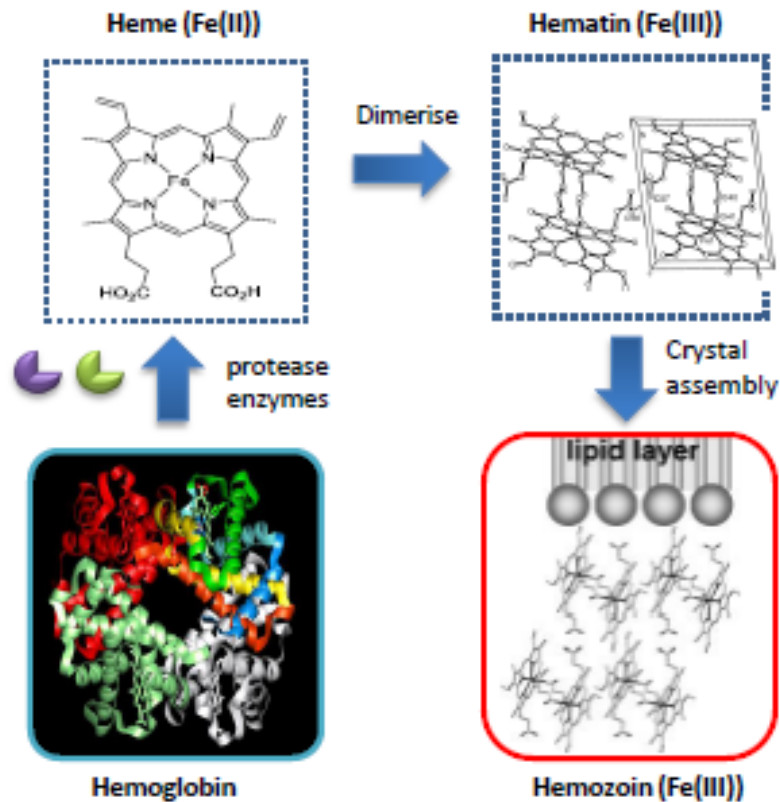 Heme (Fe(II))
Hematin (Fe(III))
Dimerise
N
N
Fe
N
N
HO₂C
CO₂H
protease
enzymes
Crystal
assembly
lipid layer
Hemoglobin
Hemozoin (Fe(III))